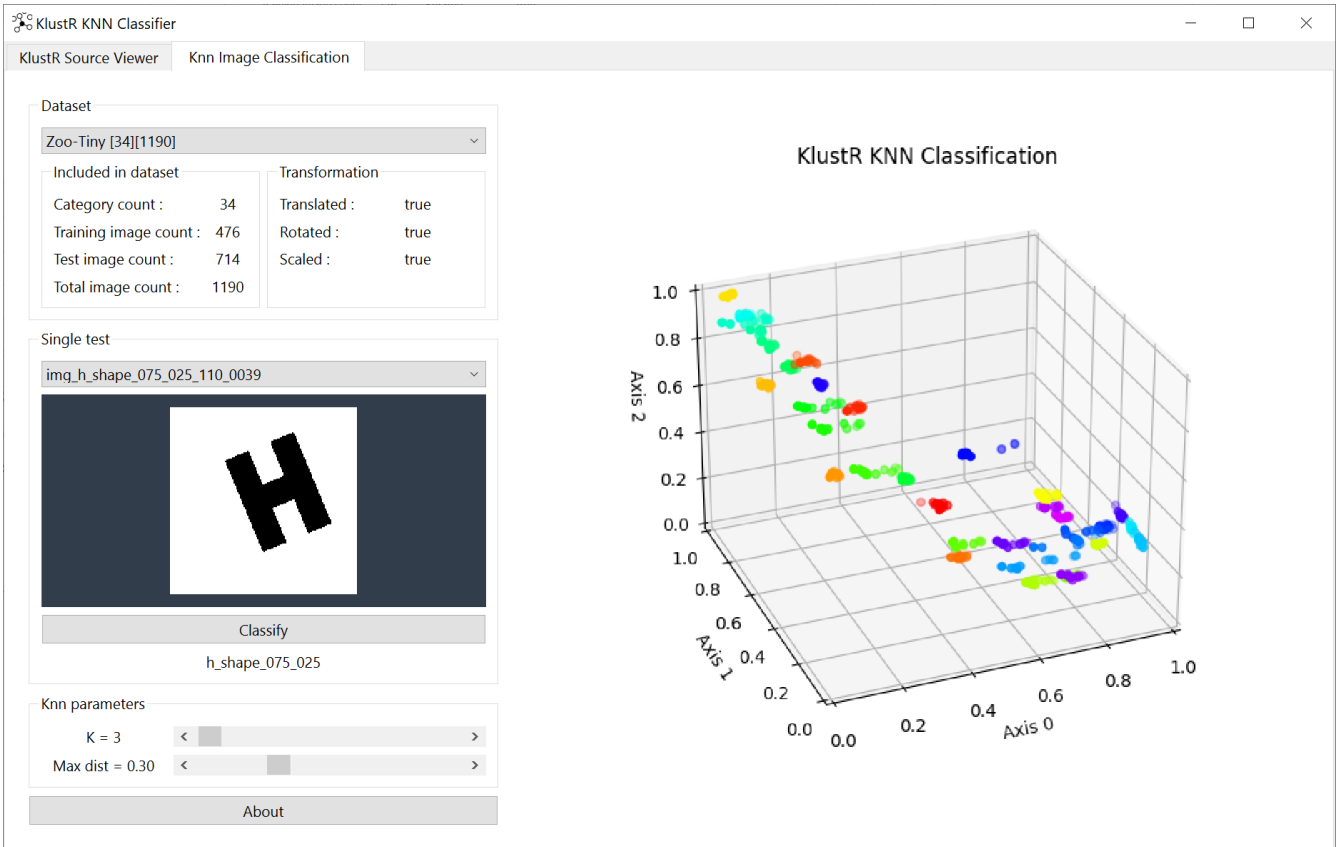 KlustR KNN Classifier
KlustR Source Viewer
Knn Image Classification
Dataset
Zoo-Tiny [34][1190]
Included in dataset
Category count : 34
Training image count : 476
Test image count : 714
Total image count : 1190
Transformation
Translated : true
Rotated : true
Scaled : true
Single test
img_h_shape_075_025_110_0039
H
Classify
h_shape_075_025
Knn parameters
K = 3
Max dist = 0.30
About
KlustR KNN Classification
1.0
0.8
0.6
0.4
0.2
0.0
Axis 2
1.0
0.8
0.6
0.4
0.2
0.0
Axis 1
0.0
0.2
0.4
0.6
0.8
1.0
Axis 0